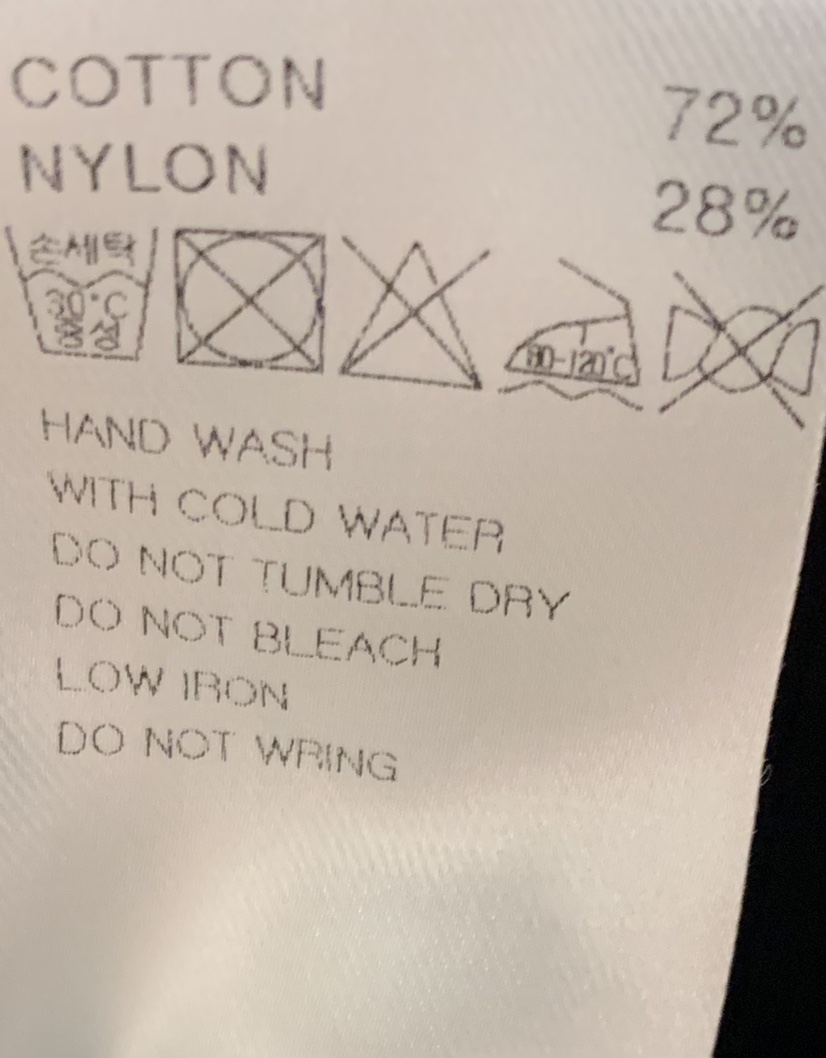 COTTON 72%
NYLON 28%
손세탁
30°C
중성
80-120°C
HAND WASH
WITH COLD WATER
DO NOT TUMBLE DRY
DO NOT BLEACH
LOW IRON
DO NOT WRING